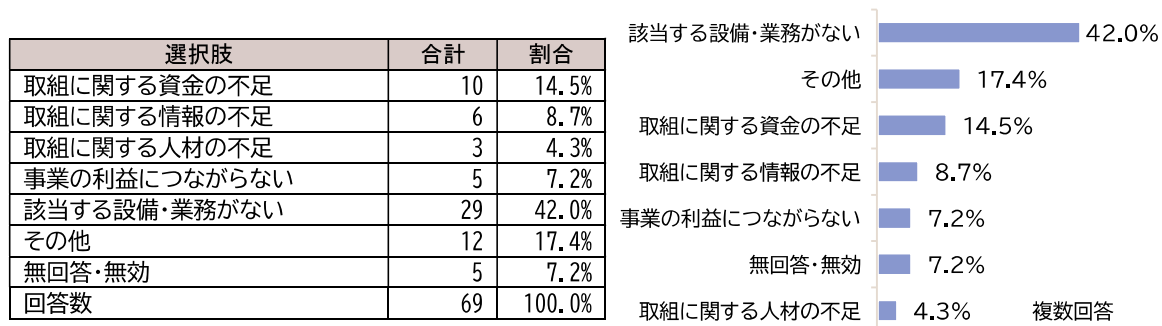 選択肢 合計 割合
取組に関する資金の不足 10 14.5%
取組に関する情報の不足 6 8.7%
取組に関する人材の不足 3 4.3%
事業の利益につながらない 5 7.2%
該当する設備・業務がない 29 42.0%
その他 12 17.4%
無回答・無効 5 7.2%
回答数 69 100.0%
該当する設備・業務がない 42.0%
その他 17.4%
取組に関する資金の不足 14.5%
取組に関する情報の不足 8.7%
事業の利益につながらない 7.2%
無回答・無効 7.2%
取組に関する人材の不足 4.3% 複数回答